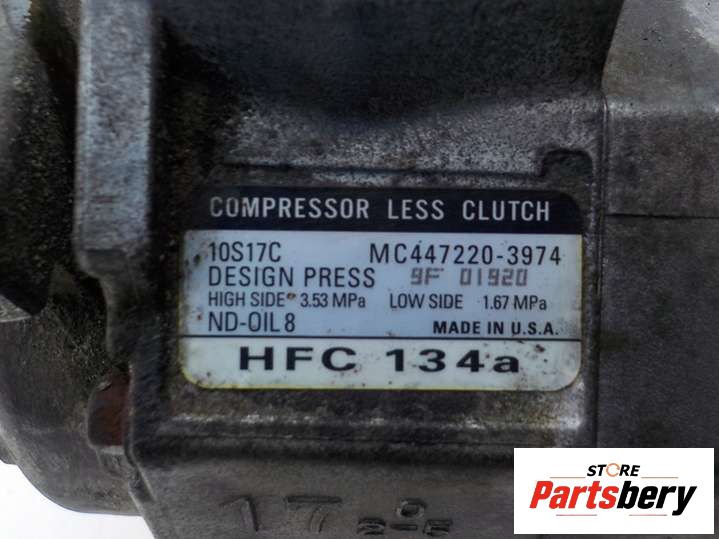 COMPRESSOR LESS CLUTCH
10S17C MC447220-3974
DESIGN PRESS 9F 01920
HIGH SIDE 3.53 MPa LOW SIDE 1.67 MPa
ND-OIL 8 MADE IN U.S.A.
HFC 134a
17
STORE
Partsbery